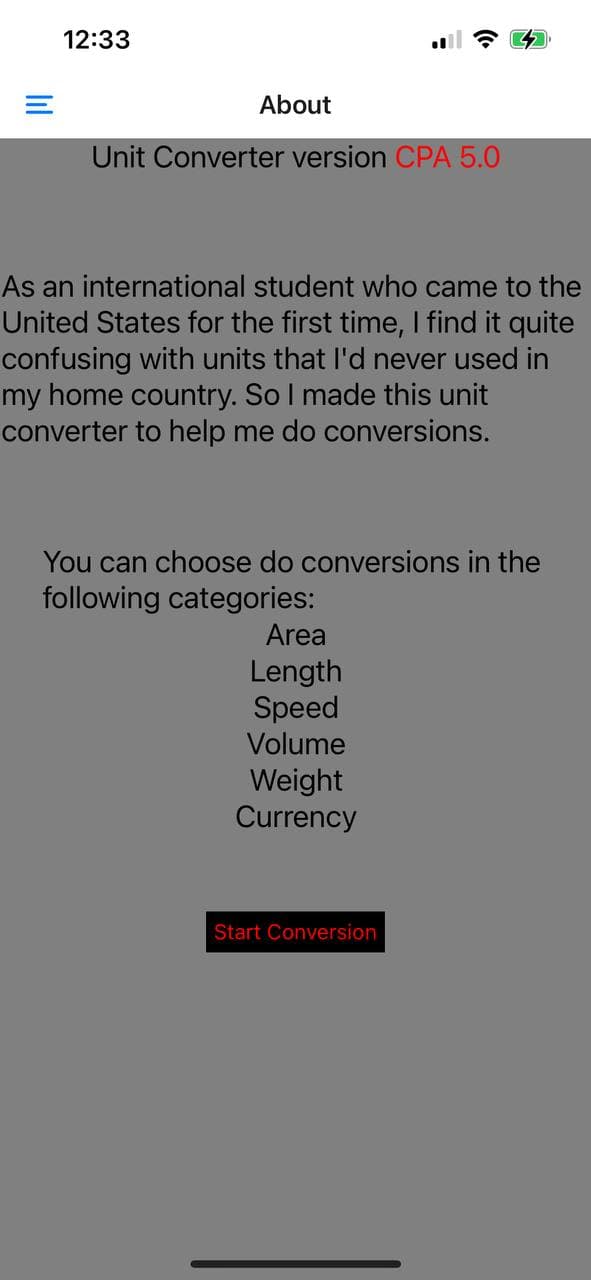 12:33
About
Unit Converter version CPA 5.0
As an international student who came to the
United States for the first time, I find it quite
confusing with units that I'd never used in
my home country. So I made this unit
converter to help me do conversions.
You can choose do conversions in the
following categories:
Area
Length
Speed
Volume
Weight
Currency
Start Conversion